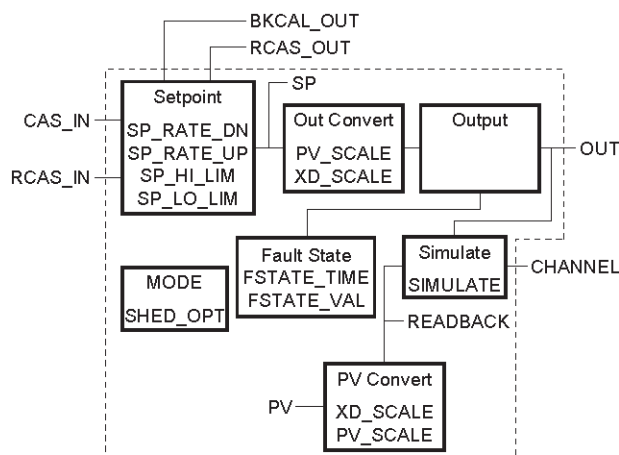 BKCAL_OUT
RCAS_OUT
SP
CAS_IN
RCAS_IN
Setpoint
SP_RATE_DN
SP_RATE_UP
SP_HI_LIM
SP_LO_LIM
Out Convert
PV_SCALE
XD_SCALE
Output
OUT
Fault State
FSTATE_TIME
FSTATE_VAL
Simulate
SIMULATE
CHANNEL
MODE
SHED_OPT
READBACK
PV
PV Convert
XD_SCALE
PV_SCALE